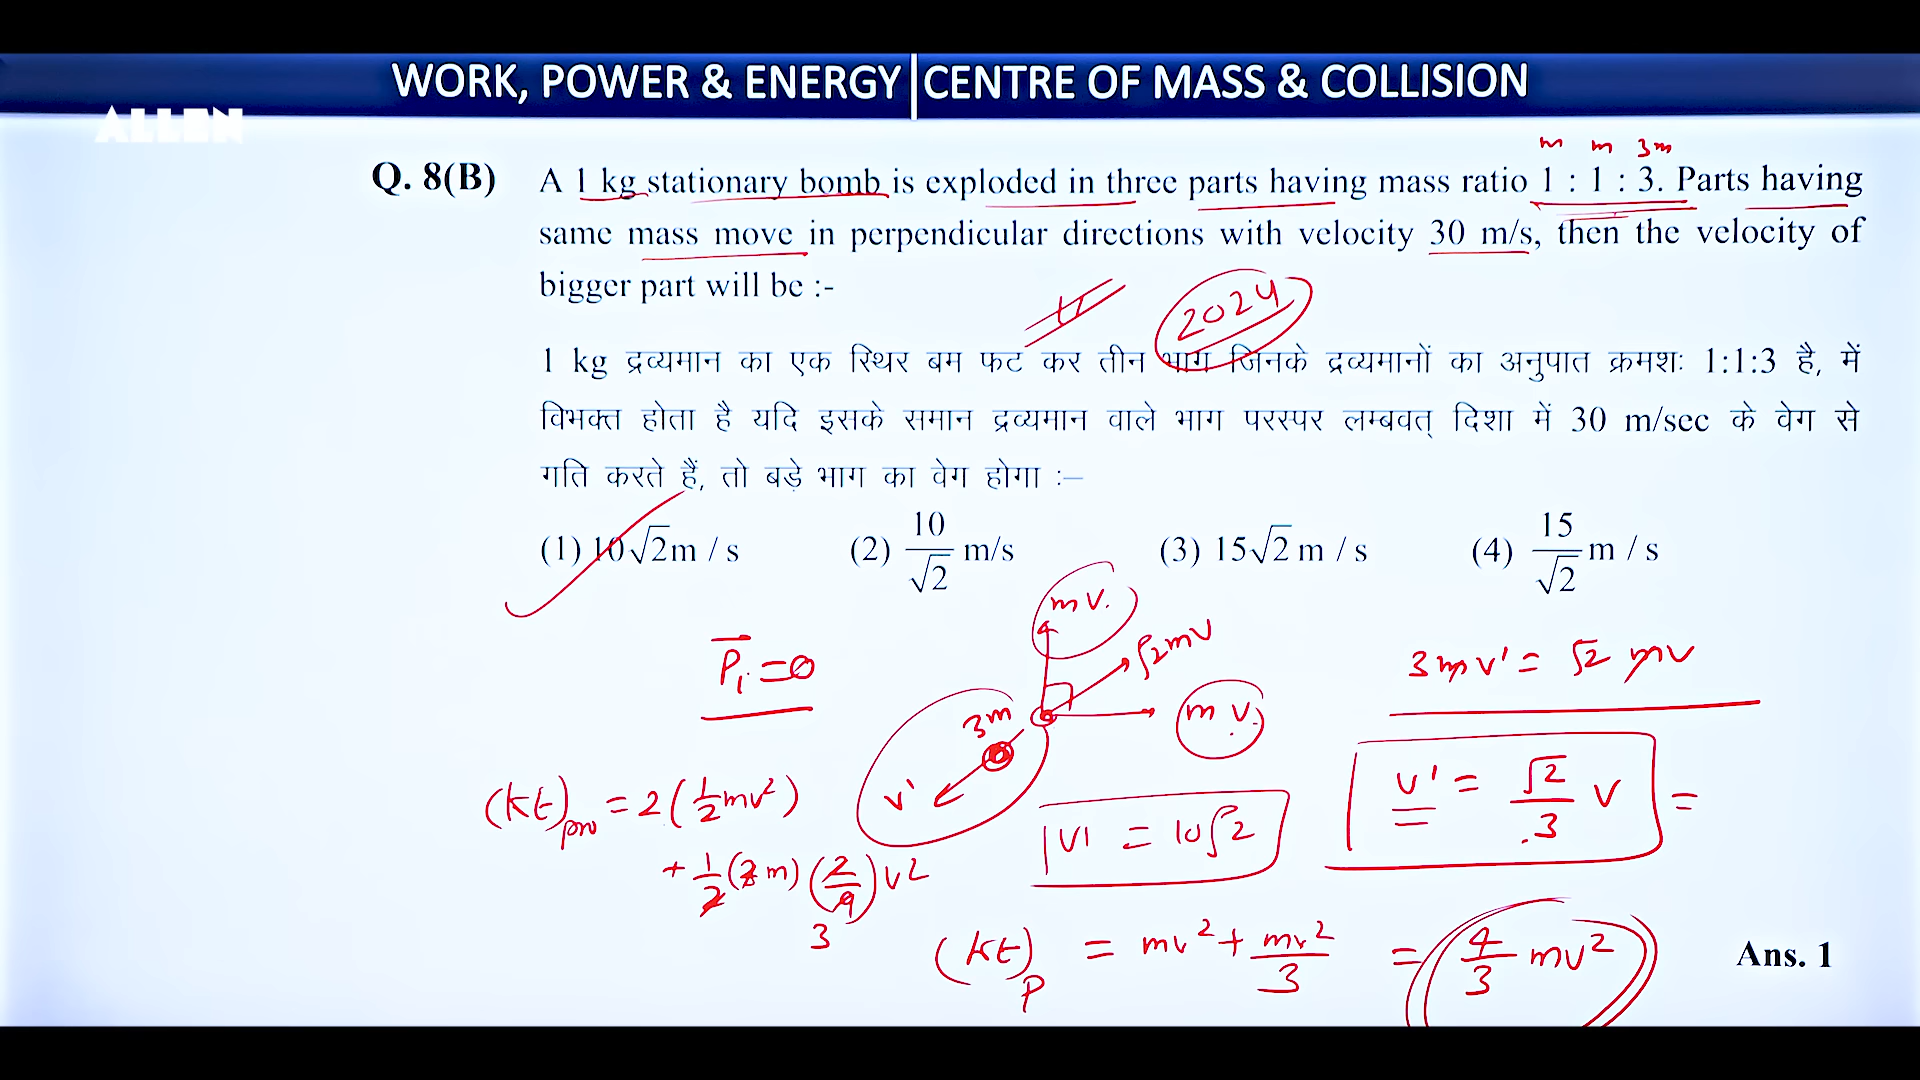 WORK, POWER & ENERGY | CENTRE OF MASS & COLLISION
ALLEN
m m 3m
Q. 8(B) A 1 kg stationary bomb is exploded in three parts having mass ratio 1 : 1 : 3. Parts having
same mass move in perpendicular directions with velocity 30 m/s, then the velocity of
bigger part will be :-
2024
1 kg द्रव्यमान का एक स्थिर बम फट कर तीन भाग जिनके द्रव्यमानों का अनुपात क्रमशः 1:1:3 है, में
विभक्त होता है यदि इसके समान द्रव्यमान वाले भाग परस्पर लम्बवत् दिशा में 30 m/sec के वेग से
गति करते हैं, तो बड़े भाग का वेग होगा :–
(1) 10√2 m / s (2) 10/√2 m/s (3) 15√2 m / s (4) 15/√2 m / s
mv.
P⃗i = 0
√2mv
3mv' = √2 mv
3m
mv.
v'
v' = √2/3 v =
(KE)pro = 2(1/2 mv²)
|v| = 10√2
+ 1/2 (3m) (2/9) v²
3
(KE)P = mv² + mv²/3 = 4/3 mv²
Ans. 1